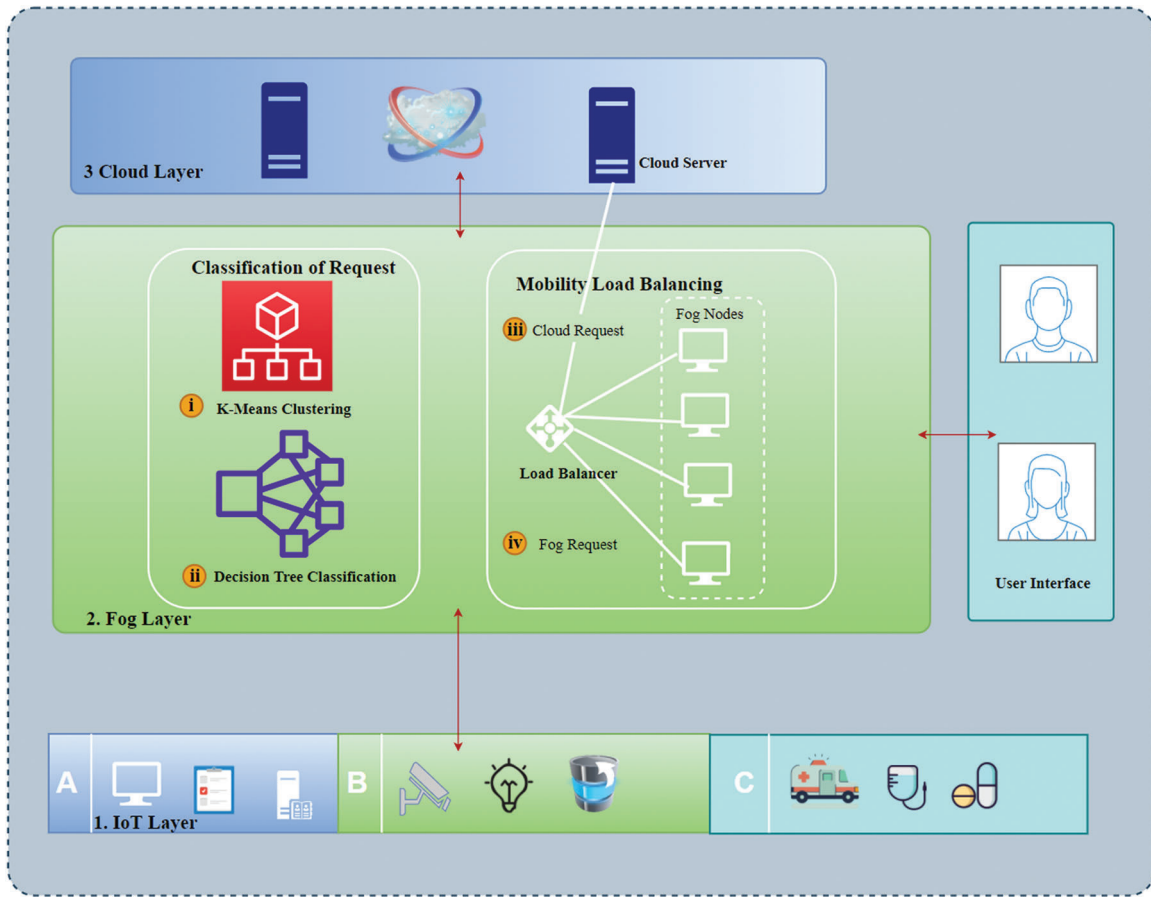 3 Cloud Layer
Cloud Server
Classification of Request
i
K-Means Clustering
ii
Decision Tree Classification
Mobility Load Balancing
iii
Cloud Request
Fog Nodes
Load Balancer
iv
Fog Request
2. Fog Layer
User Interface
A
B
C
1. IoT Layer